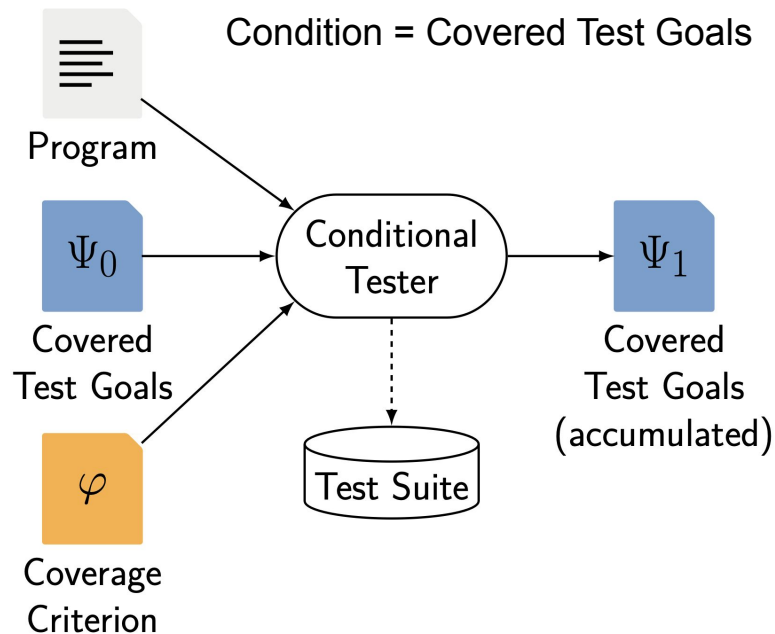 Condition = Covered Test Goals
Program
Ψ₀
Covered
Test Goals
φ
Coverage
Criterion
Conditional
Tester
Test Suite
Ψ₁
Covered
Test Goals
(accumulated)